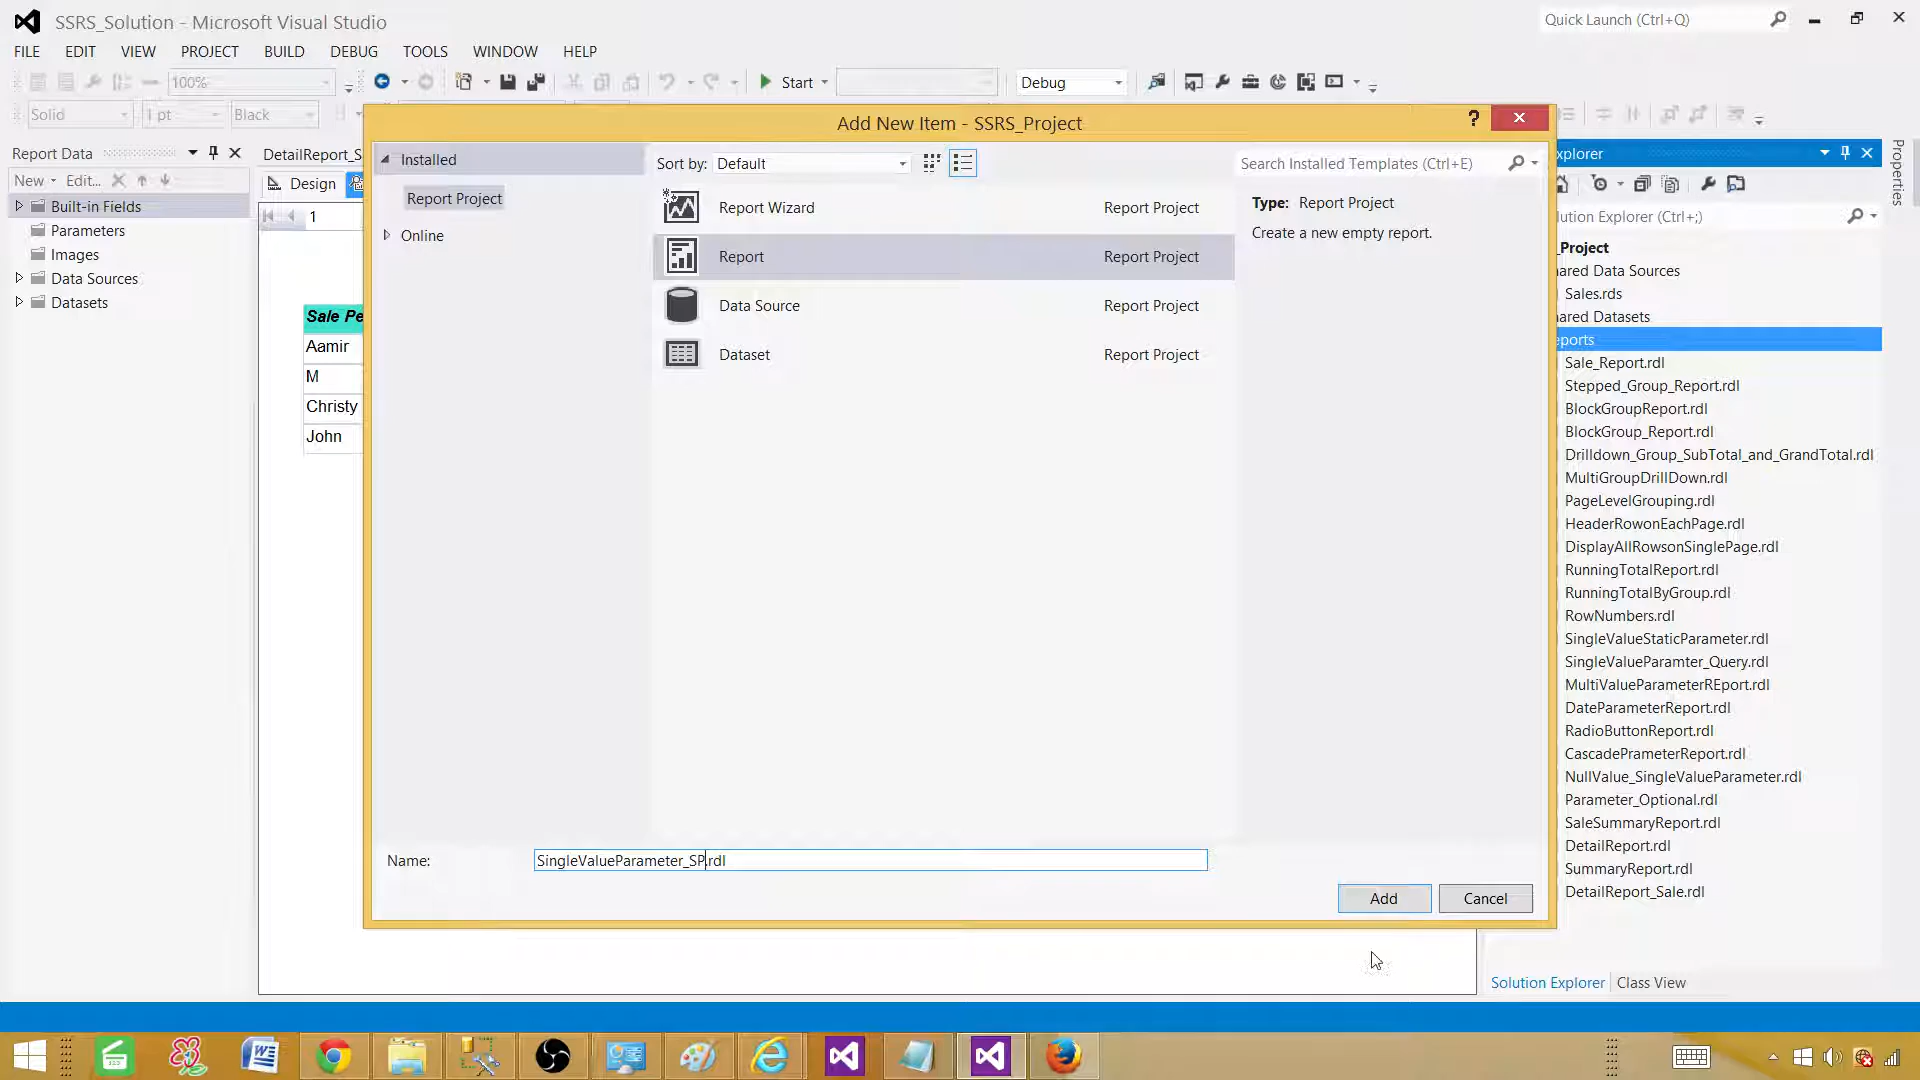 SSRS_Solution - Microsoft Visual Studio
Quick Launch (Ctrl+Q)
FILE EDIT VIEW PROJECT BUILD DEBUG TOOLS WINDOW HELP
100%
Start
Debug
Solid
1 pt
Black
Add New Item - SSRS_Project
?
Report Data
New Edit...
Built-in Fields
Parameters
Images
Data Sources
Datasets
DetailReport_S
Design
1
Sale Pe
Aamir
M
Christy
John
Installed
Report Project
Online
Sort by: Default
Search Installed Templates (Ctrl+E)
Report Wizard Report Project
Report Report Project
Data Source Report Project
Dataset Report Project
Type: Report Project
Create a new empty report.
Name: SingleValueParameter_SP.rdl
Add Cancel
xplorer
Properties
lution Explorer (Ctrl+;)
_Project
ared Data Sources
Sales.rds
ared Datasets
eports
Sale_Report.rdl
Stepped_Group_Report.rdl
BlockGroupReport.rdl
BlockGroup_Report.rdl
Drilldown_Group_SubTotal_and_GrandTotal.rdl
MultiGroupDrillDown.rdl
PageLevelGrouping.rdl
HeaderRowonEachPage.rdl
DisplayAllRowsonSinglePage.rdl
RunningTotalReport.rdl
RunningTotalByGroup.rdl
RowNumbers.rdl
SingleValueStaticParameter.rdl
SingleValueParamter_Query.rdl
MultiValueParameterREport.rdl
DateParameterReport.rdl
RadioButtonReport.rdl
CascadePrameterReport.rdl
NullValue_SingleValueParameter.rdl
Parameter_Optional.rdl
SaleSummaryReport.rdl
DetailReport.rdl
SummaryReport.rdl
DetailReport_Sale.rdl
Solution Explorer Class View